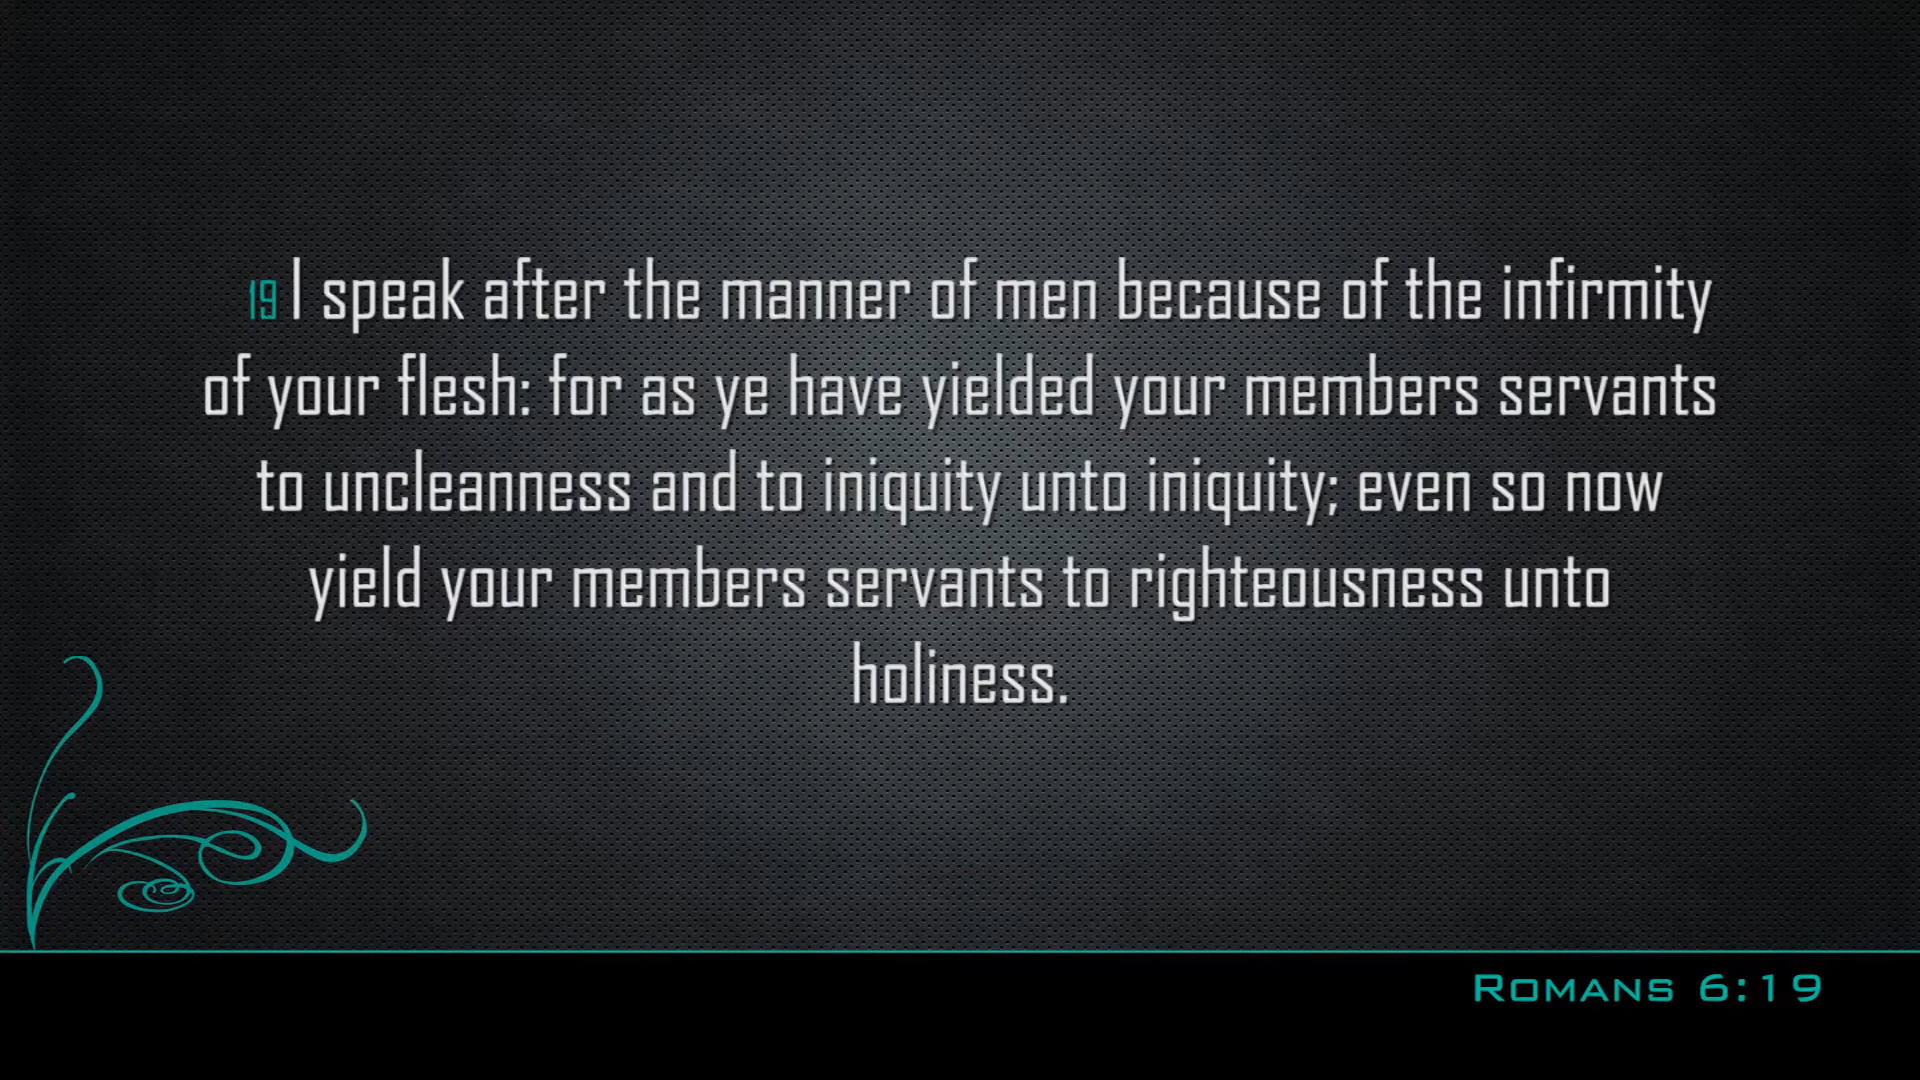 19 I speak after the manner of men because of the infirmity
of your flesh: for as ye have yielded your members servants
to uncleanness and to iniquity unto iniquity; even so now
yield your members servants to righteousness unto
holiness.
Romans 6:19